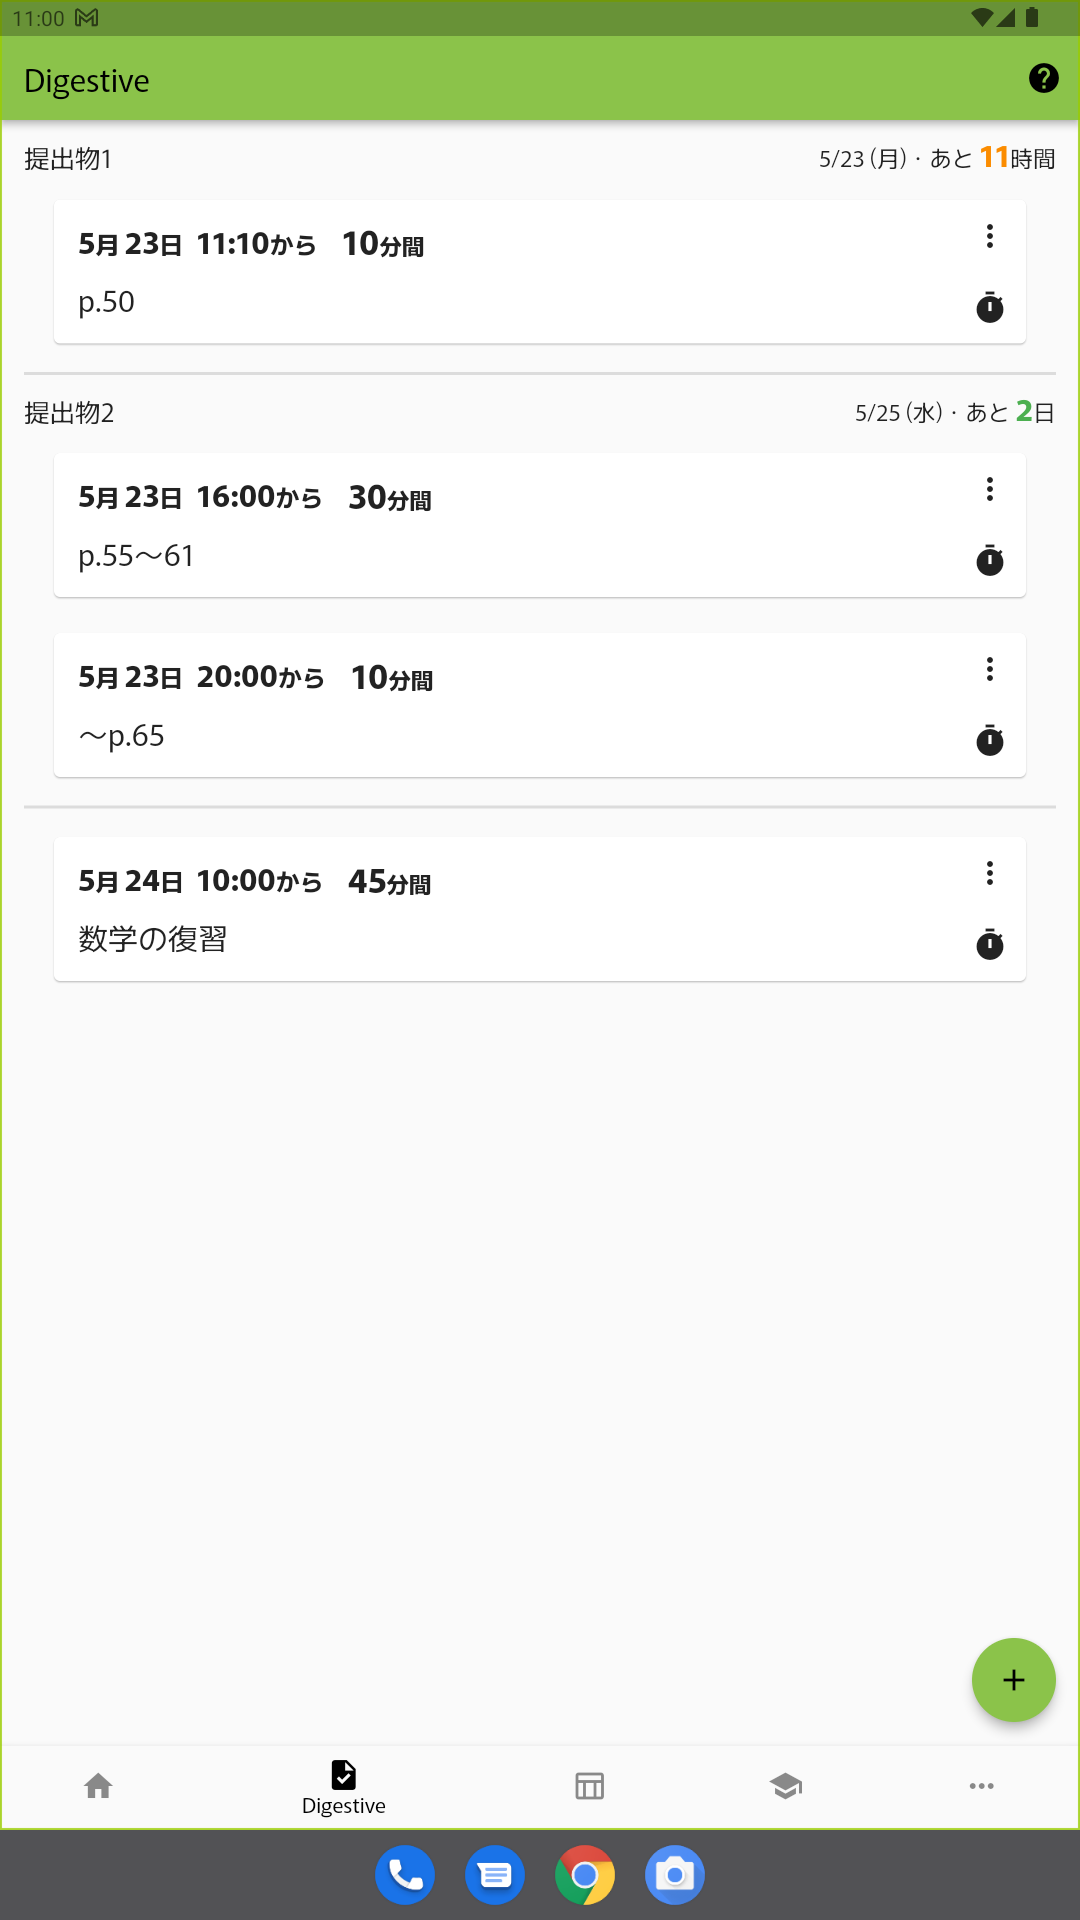 11:00
Digestive
提出物1
5/23 (月)・あと 11時間
5月 23日 11:10から 10分間
p.50
提出物2
5/25 (水)・あと 2日
5月 23日 16:00から 30分間
p.55～61
5月 23日 20:00から 10分間
～p.65
5月 24日 10:00から 45分間
数学の復習
Digestive